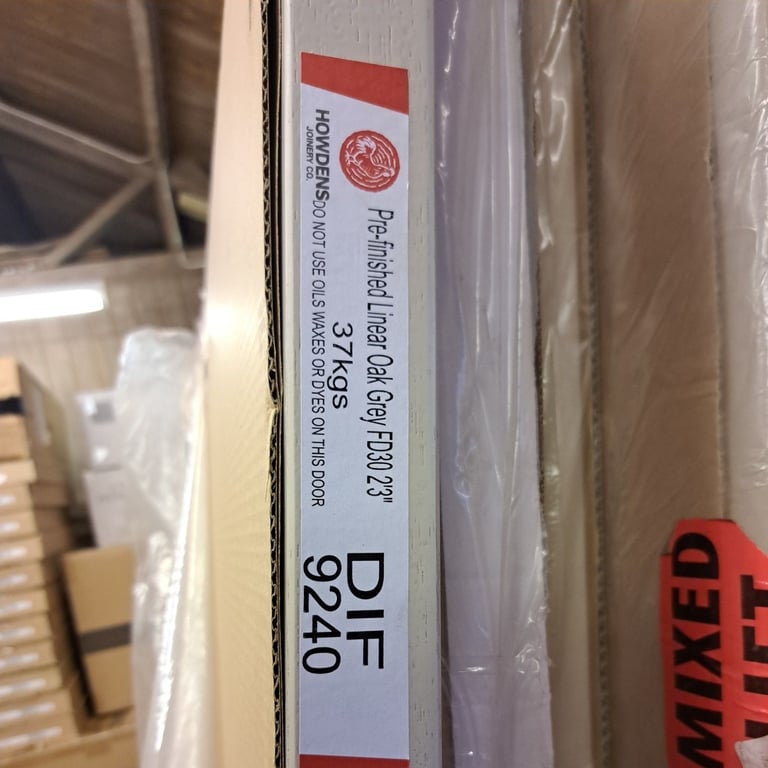 HOWDENS
JOINERY CO.
Pre-finished Linear Oak Grey FD30 2'3"
37kgs
DO NOT USE OILS WAXES OR DYES ON THIS DOOR
DIF
9240
MIXED